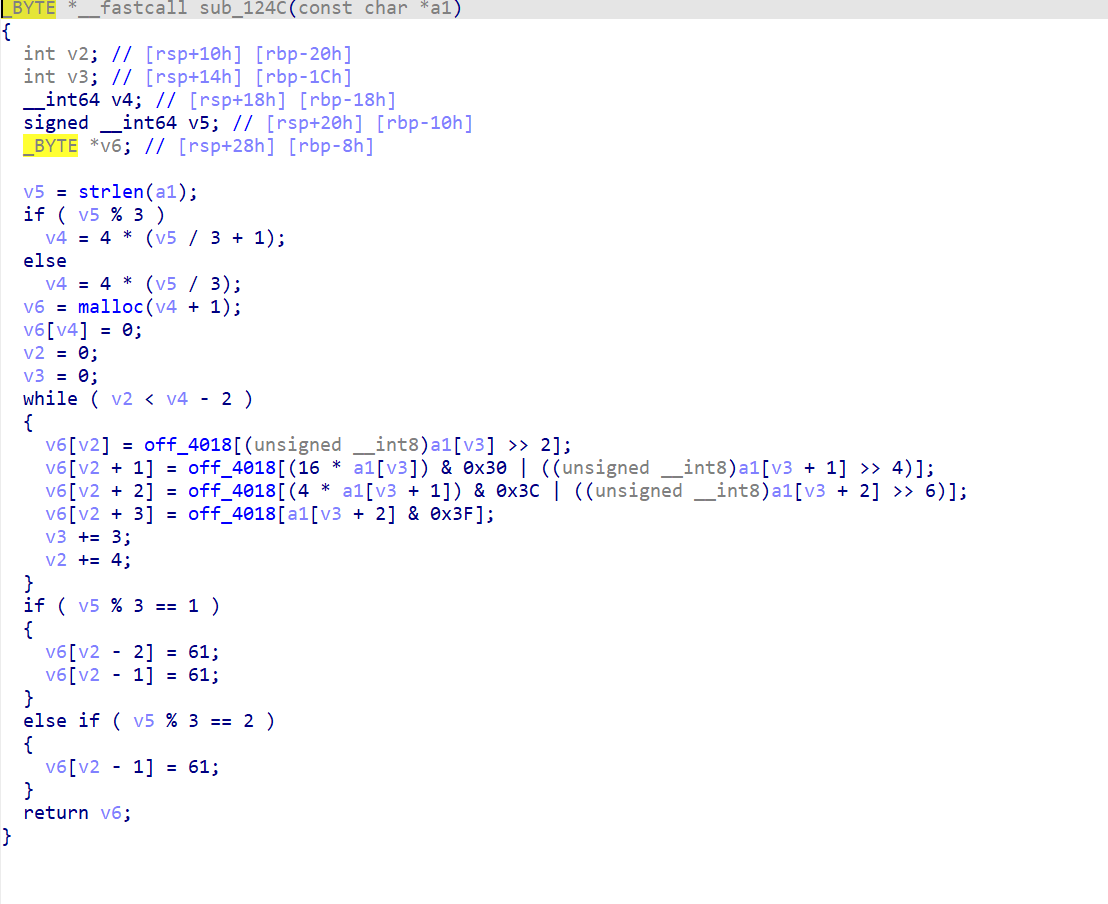 _BYTE *__fastcall sub_124C(const char *a1)
{
  int v2; // [rsp+10h] [rbp-20h]
  int v3; // [rsp+14h] [rbp-1Ch]
  __int64 v4; // [rsp+18h] [rbp-18h]
  signed __int64 v5; // [rsp+20h] [rbp-10h]
  _BYTE *v6; // [rsp+28h] [rbp-8h]

  v5 = strlen(a1);
  if ( v5 % 3 )
    v4 = 4 * (v5 / 3 + 1);
  else
    v4 = 4 * (v5 / 3);
  v6 = malloc(v4 + 1);
  v6[v4] = 0;
  v2 = 0;
  v3 = 0;
  while ( v2 < v4 - 2 )
  {
    v6[v2] = off_4018[(unsigned __int8)a1[v3] >> 2];
    v6[v2 + 1] = off_4018[(16 * a1[v3]) & 0x30 | ((unsigned __int8)a1[v3 + 1] >> 4)];
    v6[v2 + 2] = off_4018[(4 * a1[v3 + 1]) & 0x3C | ((unsigned __int8)a1[v3 + 2] >> 6)];
    v6[v2 + 3] = off_4018[a1[v3 + 2] & 0x3F];
    v3 += 3;
    v2 += 4;
  }
  if ( v5 % 3 == 1 )
  {
    v6[v2 - 2] = 61;
    v6[v2 - 1] = 61;
  }
  else if ( v5 % 3 == 2 )
  {
    v6[v2 - 1] = 61;
  }
  return v6;
}